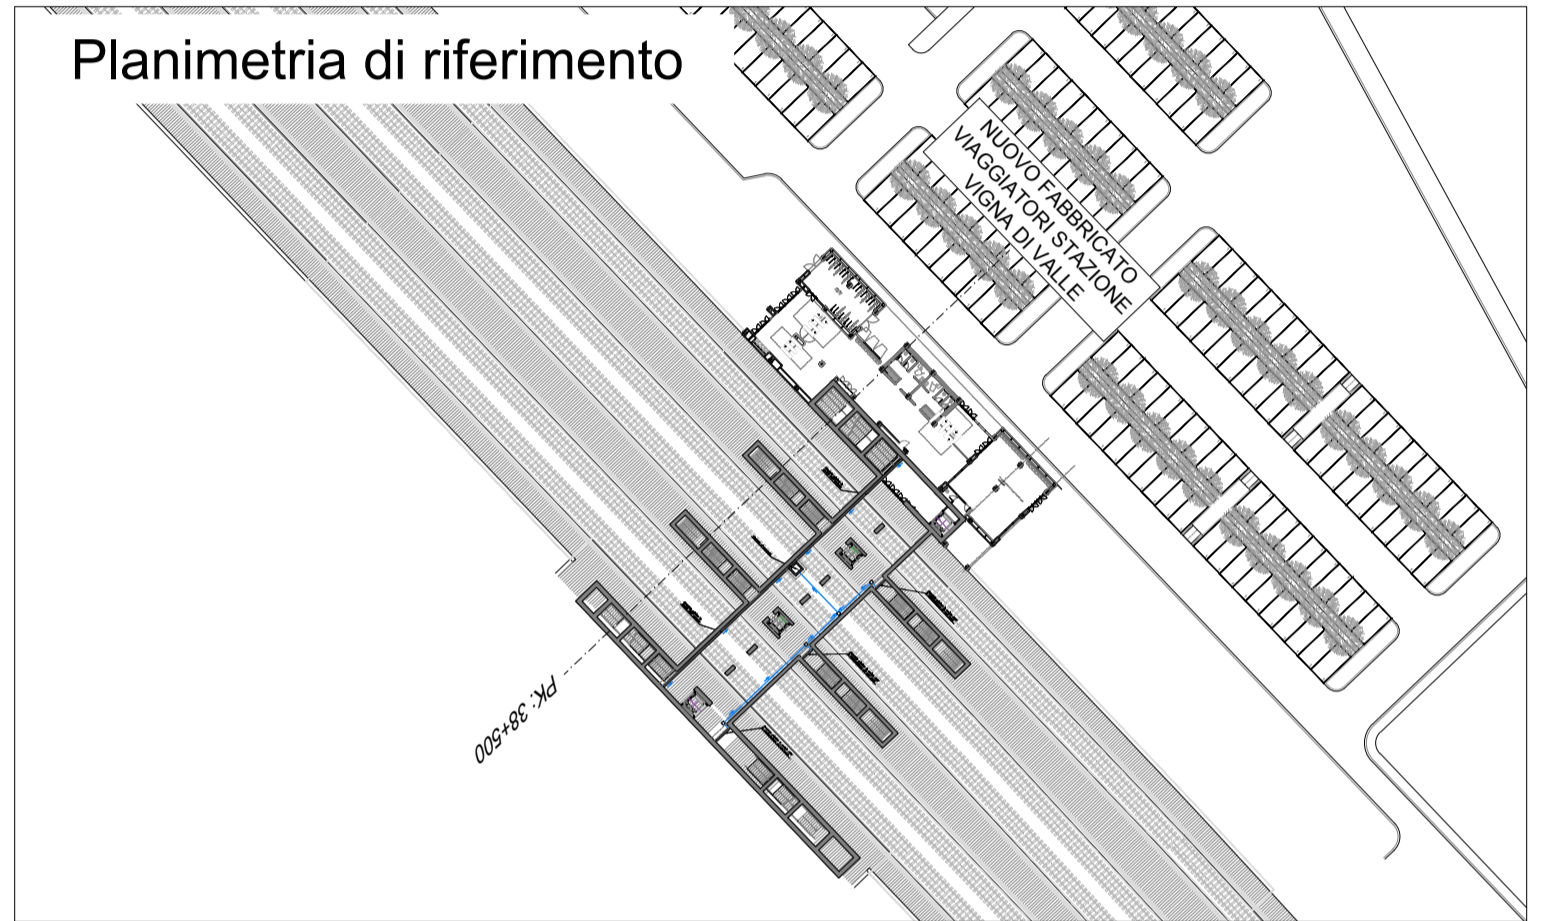 Planimetria di riferimento
NUOVO FABBRICATO
VIAGGIATORI STAZIONE
VIGNA DI VALLE
PK: 38+500